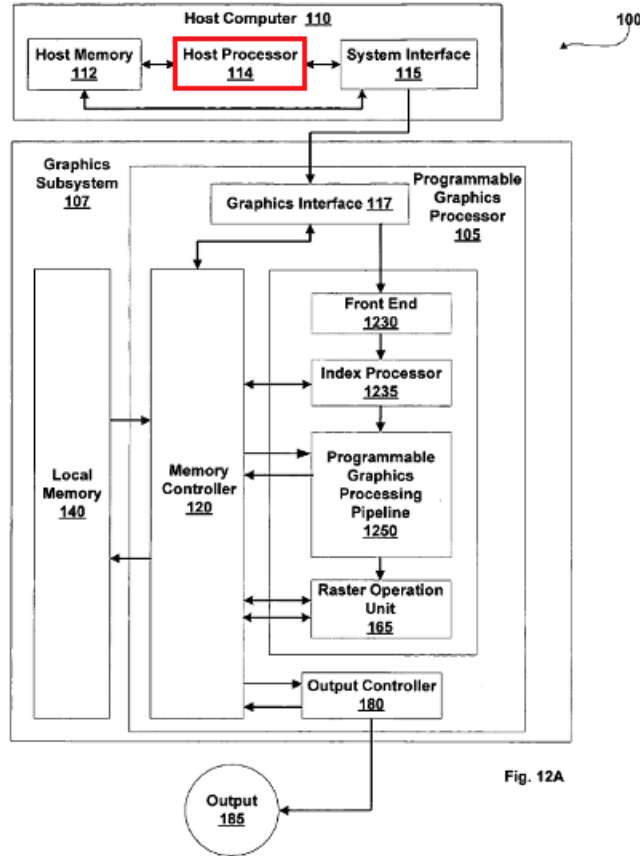 Host Computer 110
100
Host Memory
112
Host Processor
114
System Interface
115
Graphics
Subsystem
107
Programmable
Graphics
Processor
105
Graphics Interface 117
Front End
1230
Index Processor
1235
Local
Memory
140
Memory
Controller
120
Programmable
Graphics
Processing
Pipeline
1250
Raster Operation
Unit
165
Output Controller
180
Output
185
Fig. 12A